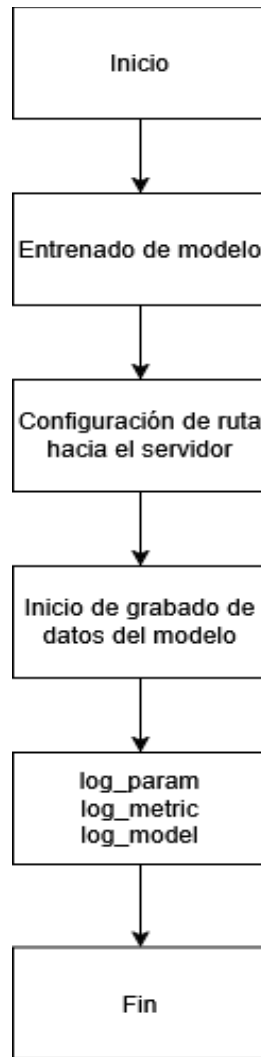 Inicio
Entrenado de modelo
Configuración de ruta
hacia el servidor
Inicio de grabado de
datos del modelo
log_param
log_metric
log_model
Fin